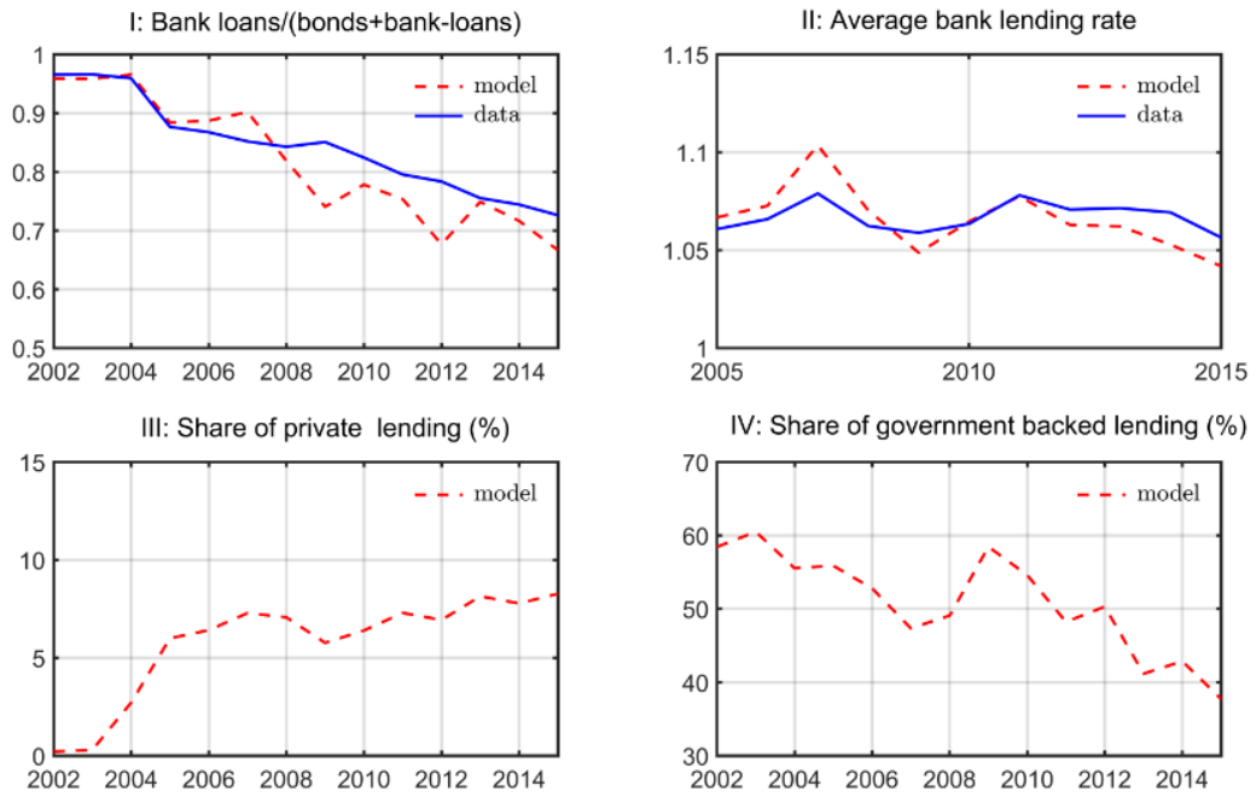 I: Bank loans/(bonds+bank-loans)
1
0.9
0.8
0.7
0.6
0.5
model
data
2002 2004 2006 2008 2010 2012 2014
II: Average bank lending rate
1.15
1.1
1.05
1
model
data
2005 2010 2015
III: Share of private lending (%)
15
10
5
0
model
2002 2004 2006 2008 2010 2012 2014
IV: Share of government backed lending (%)
70
60
50
40
30
model
2002 2004 2006 2008 2010 2012 2014